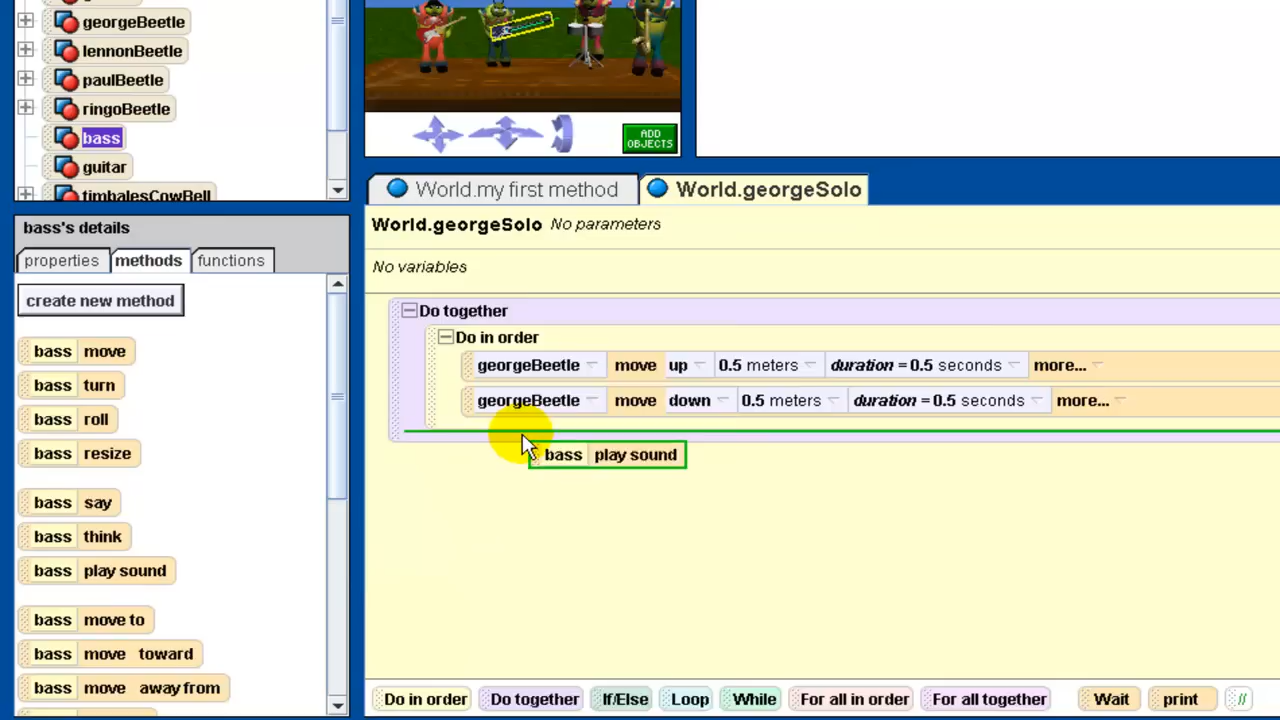 georgeBeetle
lennonBeetle
paulBeetle
ringoBeetle
bass
guitar
timbalesCowBell
ADD
OBJECTS
bass's details
properties methods functions
create new method
bass move
bass turn
bass roll
bass resize
bass say
bass think
bass play sound
bass move to
bass move toward
bass move away from
World.my first method World.georgeSolo
World.georgeSolo No parameters
No variables
Do together
Do in order
georgeBeetle move up 0.5 meters duration = 0.5 seconds more...
georgeBeetle move down 0.5 meters duration = 0.5 seconds more...
bass play sound
Do in order Do together If/Else Loop While For all in order For all together Wait print //